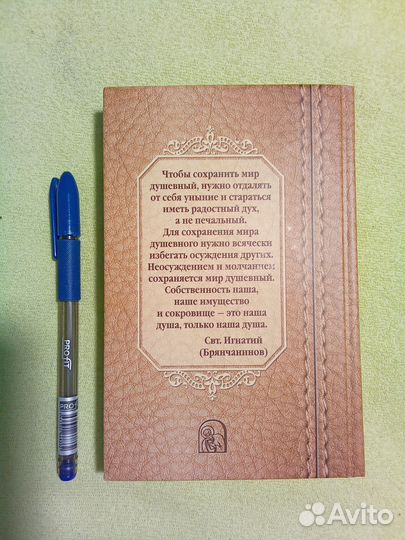 Чтобы сохранить мир
душевный, нужно отдалять
от себя уныние и стараться
иметь радостный дух,
а не печальный.
Для сохранения мира
душевного нужно всячески
избегать осуждения других.
Неосуждением и молчанием
сохраняется мир душевный.
Собственность наша,
наше имущество
и сокровище – это наша
душа, только наша душа.
Свт. Игнатий
(Брянчанинов)
PROFIT
PRO
Avito